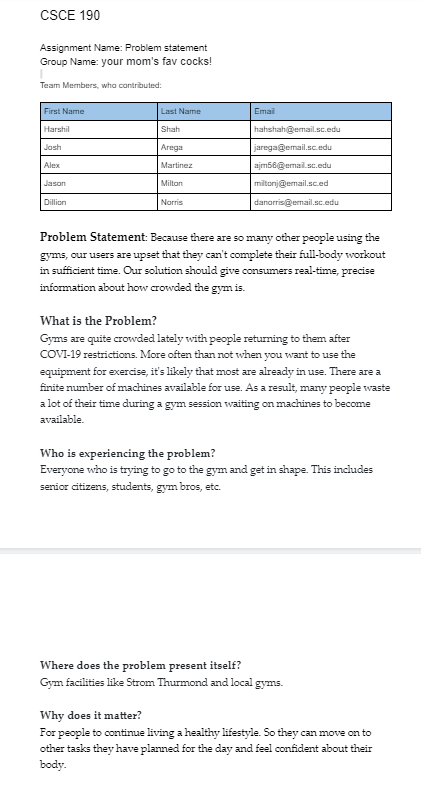 CSCE 190
Assignment Name: Problem statement
Group Name: your mom's fav cocks!
Team Members, who contributed:
First Name Last Name Email
Harshil Shah hahshah@email.sc.edu
Josh Arega jarega@email.sc.edu
Alex Martinez ajm56@email.sc.edu
Jason Milton miltonj@email.sc.ed
Dillion Norris danorris@email.sc.edu
Problem Statement: Because there are so many other people using the
gyms, our users are upset that they can't complete their full-body workout
in sufficient time. Our solution should give consumers real-time, precise
information about how crowded the gym is.
What is the Problem?
Gyms are quite crowded lately with people returning to them after
COVI-19 restrictions. More often than not when you want to use the
equipment for exercise, it's likely that most are already in use. There are a
finite number of machines available for use. As a result, many people waste
a lot of their time during a gym session waiting on machines to become
available.
Who is experiencing the problem?
Everyone who is trying to go to the gym and get in shape. This includes
senior citizens, students, gym bros, etc.
Where does the problem present itself?
Gym facilities like Strom Thurmond and local gyms.
Why does it matter?
For people to continue living a healthy lifestyle. So they can move on to
other tasks they have planned for the day and feel confident about their
body.